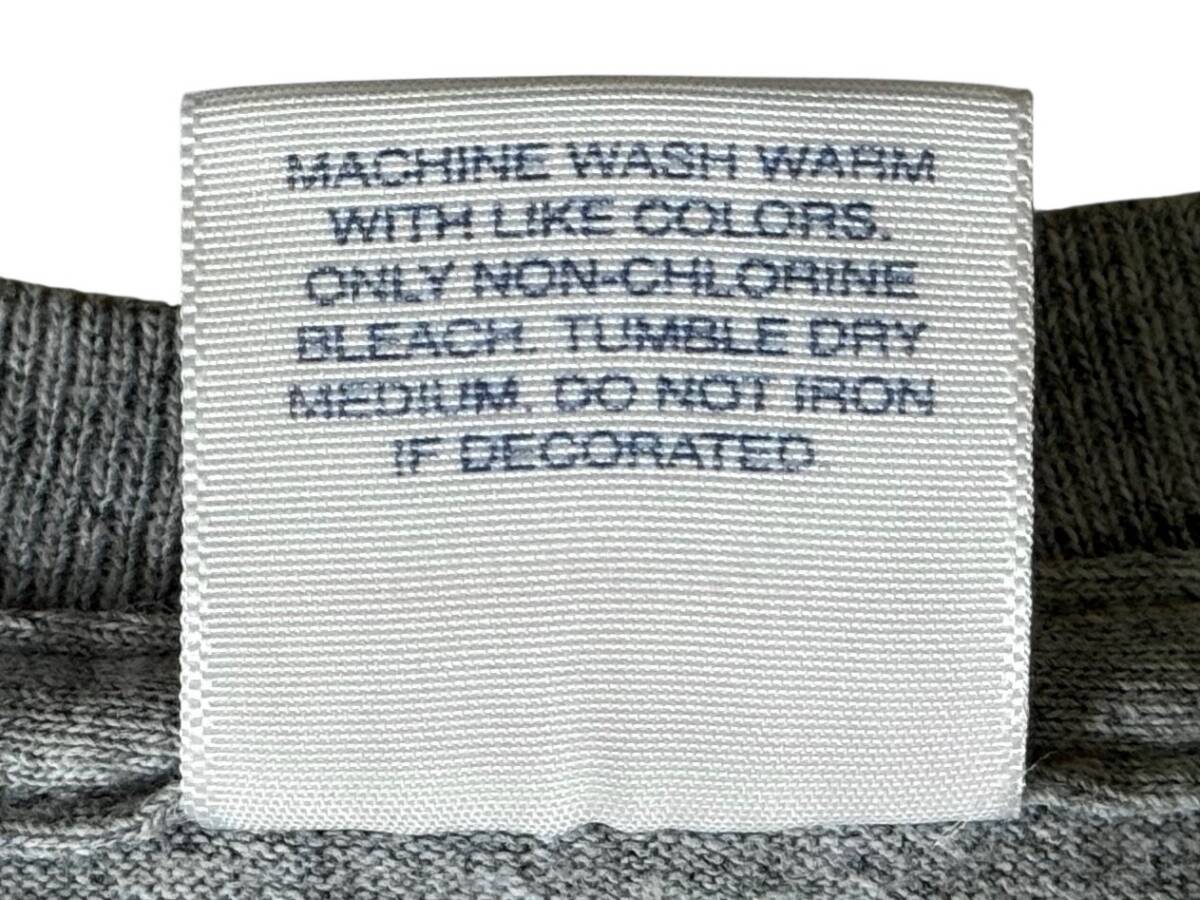 MACHINE WASH WARM
WITH LIKE COLORS.
ONLY NON-CHLORINE
BLEACH. TUMBLE DRY
MEDIUM. DO NOT IRON
IF DECORATED.